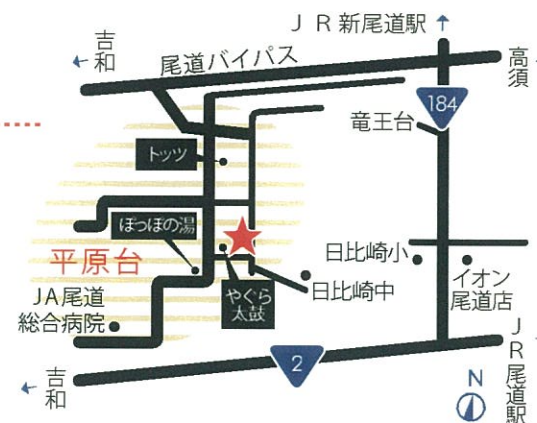 JR新尾道駅
吉和
尾道バイパス
高須
184
竜王台
トッツ
ぽっぽの湯
平原台
日比崎小
イオン
尾道店
やぐら
太鼓
日比崎中
JA尾道
総合病院
2
吉和
JR尾道駅
N